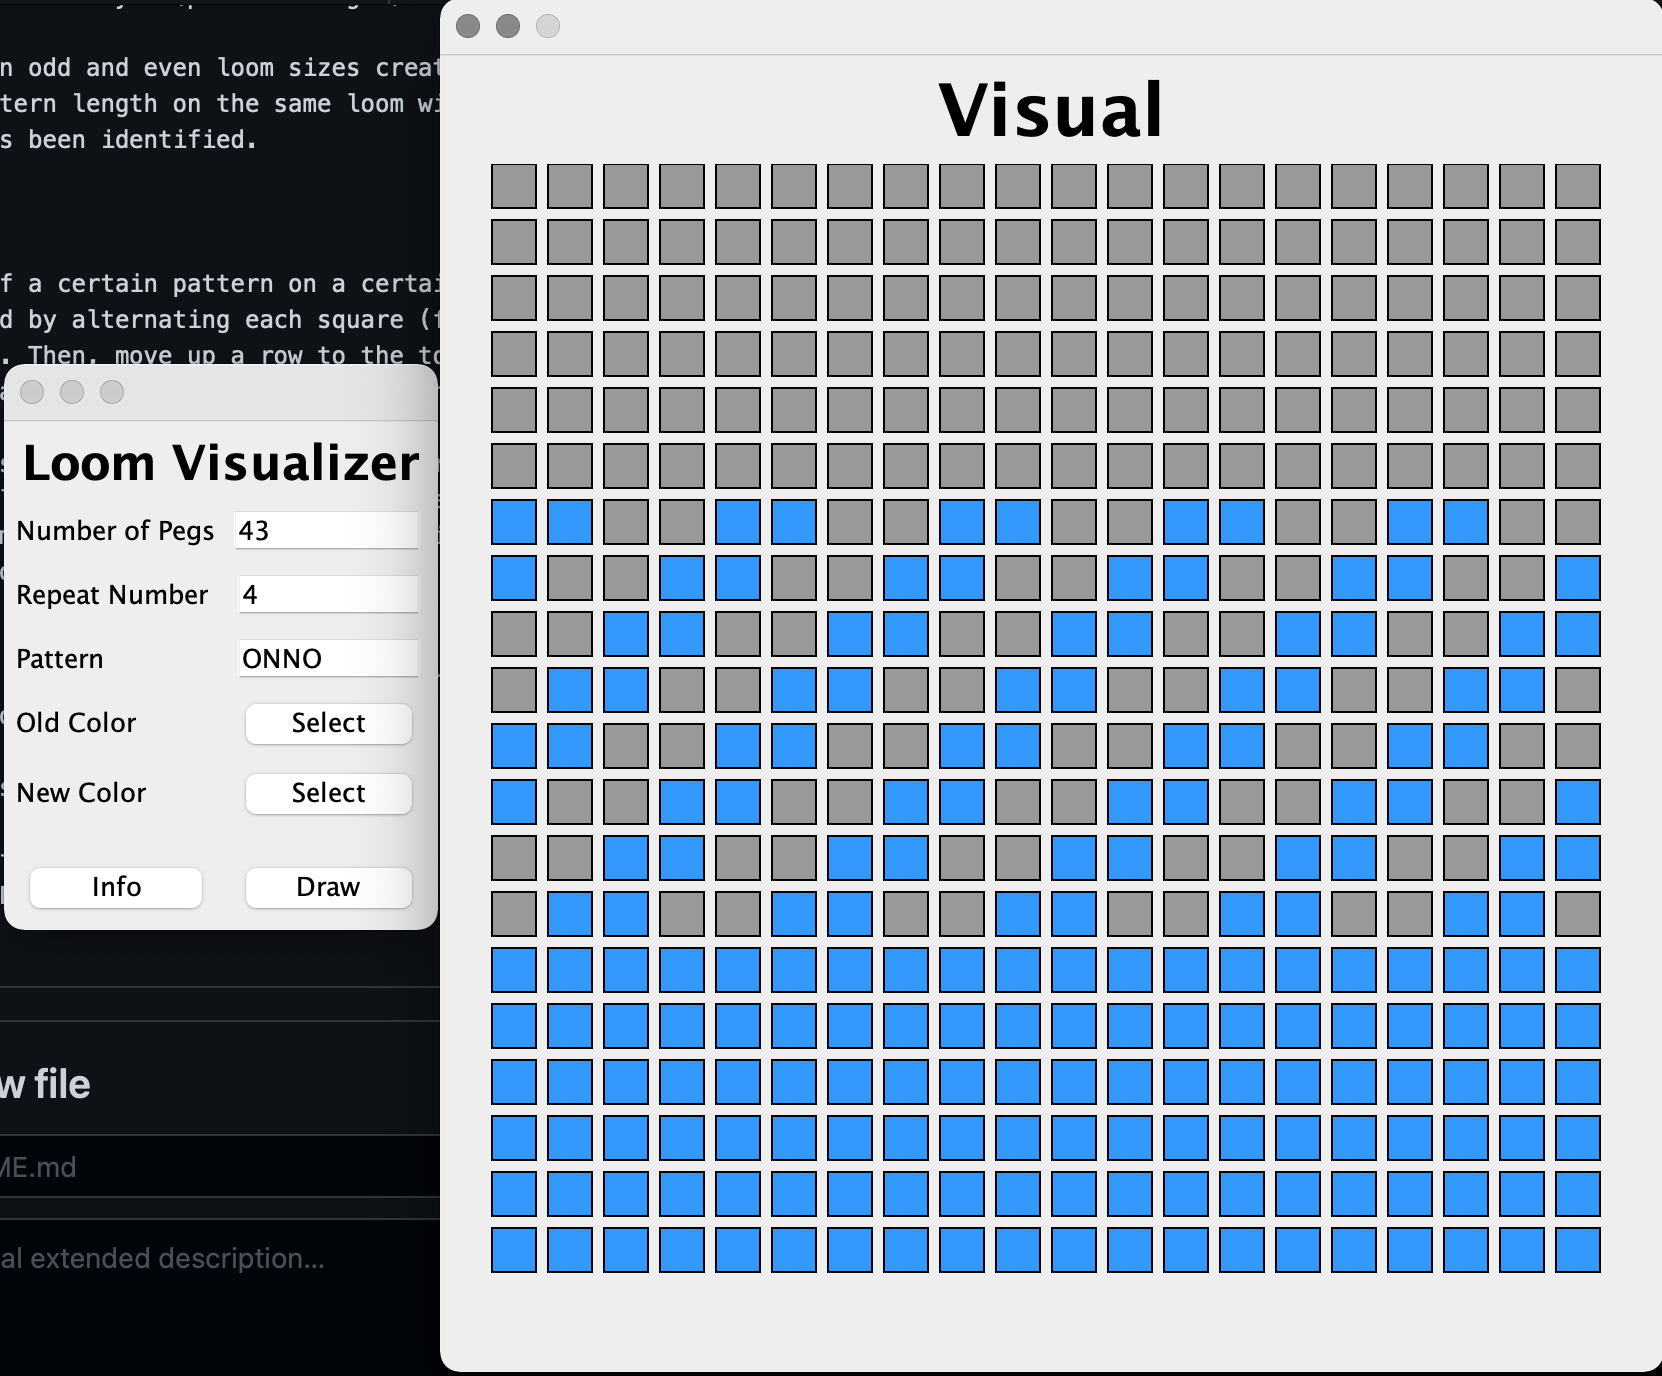 n odd and even loom sizes creat
tern length on the same loom wi
s been identified.
f a certain pattern on a certai
d by alternating each square (
. Then, move up a row to the to
Loom Visualizer
Number of Pegs 43
Repeat Number 4
Pattern ONNO
Old Color Select
New Color Select
Info Draw
w file
ME.md
al extended description...
Visual